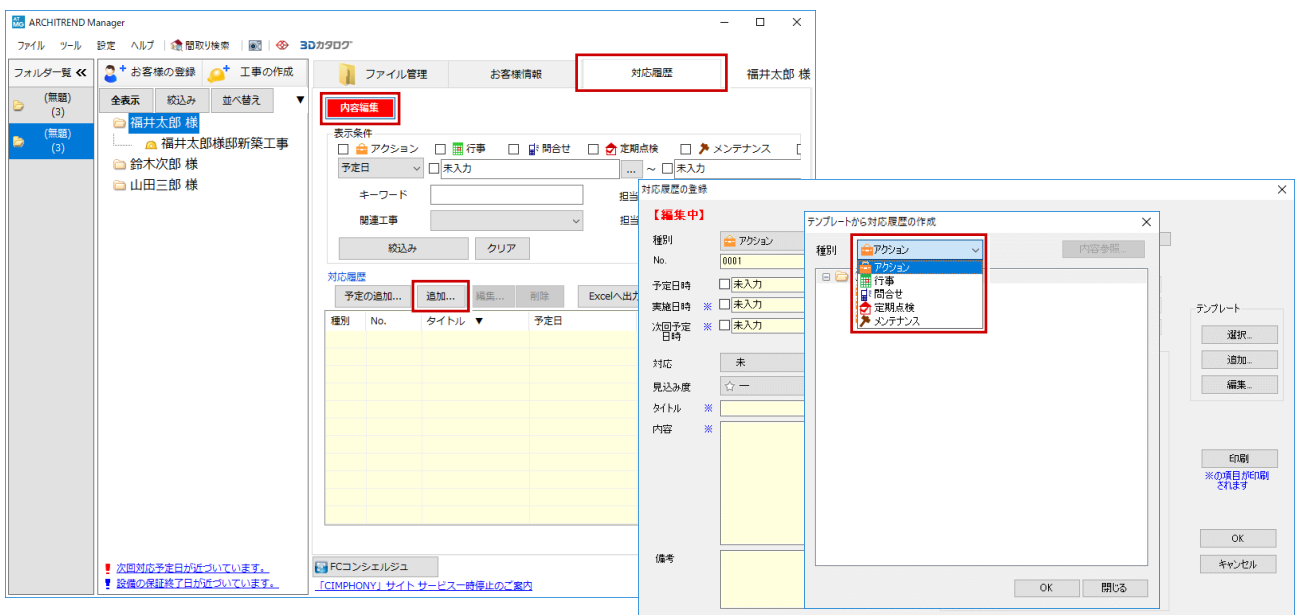 ARCHITREND Manager
ファイル ツール 設定 ヘルプ 間取り検索 3Dカタログ
フォルダ一覧 お客様の登録 工事の作成
ファイル管理 お客様情報 対応履歴 福井太郎 様
(無題)
(3)
(無題)
(3)
全表示 絞込み 並べ替え ▼
福井太郎 様
福井太郎様邸新築工事
鈴木次郎 様
山田三郎 様
次回対応予定日が近づいています。
設備の保証終了日が近づいています。
内容編集
表示条件
アクション 行事 問合せ 定期点検 メンテナンス
予定日 未入力 ... ～ 未入力
キーワード 担当
関連工事 担当
絞込み クリア
対応履歴
予定の追加... 追加... 編集... 削除 Excelへ出力
種別 No. タイトル ▼ 予定日
FCコンシェルジュ
「CIMPHONY」サイト サービス一時停止のご案内
対応履歴の登録
【編集中】
種別 アクション
No. 0001
予定日時 未入力
実施日時 ※ 未入力
次回予定 ※ 未入力
日時
対応 未
見込み度 ☆ ー
タイトル ※
内容 ※
備考
テンプレートから対応履歴の作成
種別 アクション 内容参照...
アクション
行事
問合せ
定期点検
メンテナンス
OK 閉じる
テンプレート
選択...
追加...
編集...
印刷
※の項目が印刷
されます
OK
キャンセル